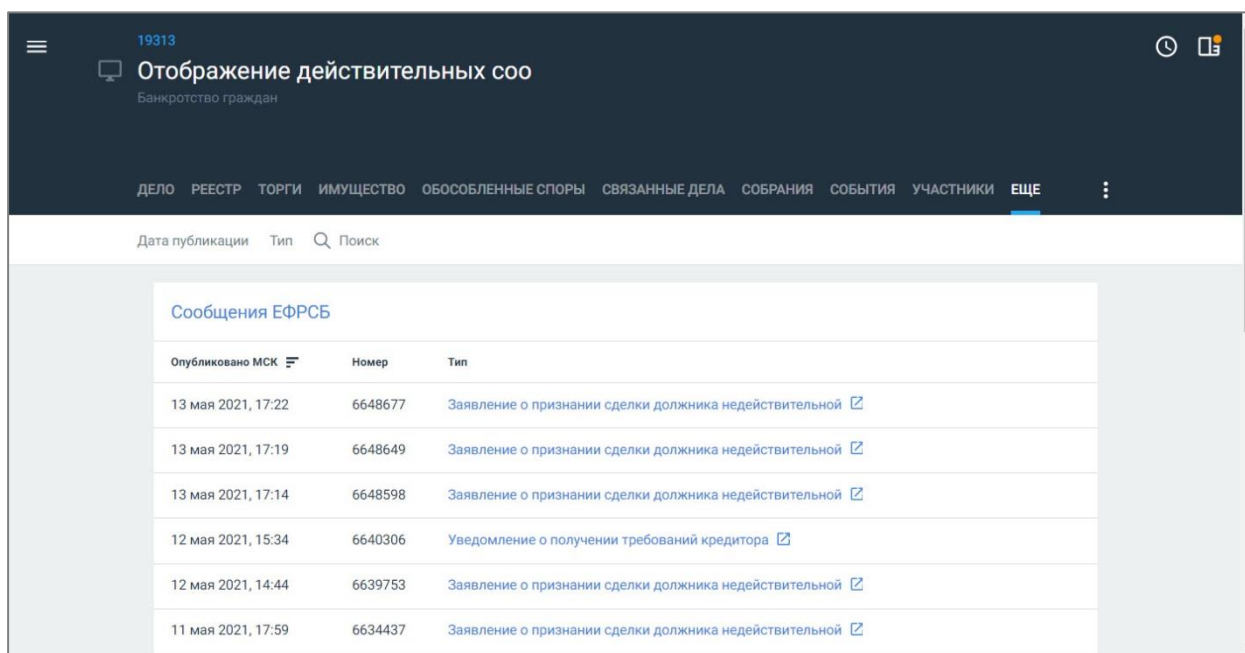 19313
Отображение действительных соо
Банкротство граждан
ДЕЛО РЕЕСТР ТОРГИ ИМУЩЕСТВО ОБОСОБЛЕННЫЕ СПОРЫ СВЯЗАННЫЕ ДЕЛА СОБРАНИЯ СОБЫТИЯ УЧАСТНИКИ ЕЩЕ
Дата публикации Тип Поиск
Сообщения ЕФРСБ
Опубликовано МСК Номер Тип
13 мая 2021, 17:22 6648677 Заявление о признании сделки должника недействительной
13 мая 2021, 17:19 6648649 Заявление о признании сделки должника недействительной
13 мая 2021, 17:14 6648598 Заявление о признании сделки должника недействительной
12 мая 2021, 15:34 6640306 Уведомление о получении требований кредитора
12 мая 2021, 14:44 6639753 Заявление о признании сделки должника недействительной
11 мая 2021, 17:59 6634437 Заявление о признании сделки должника недействительной